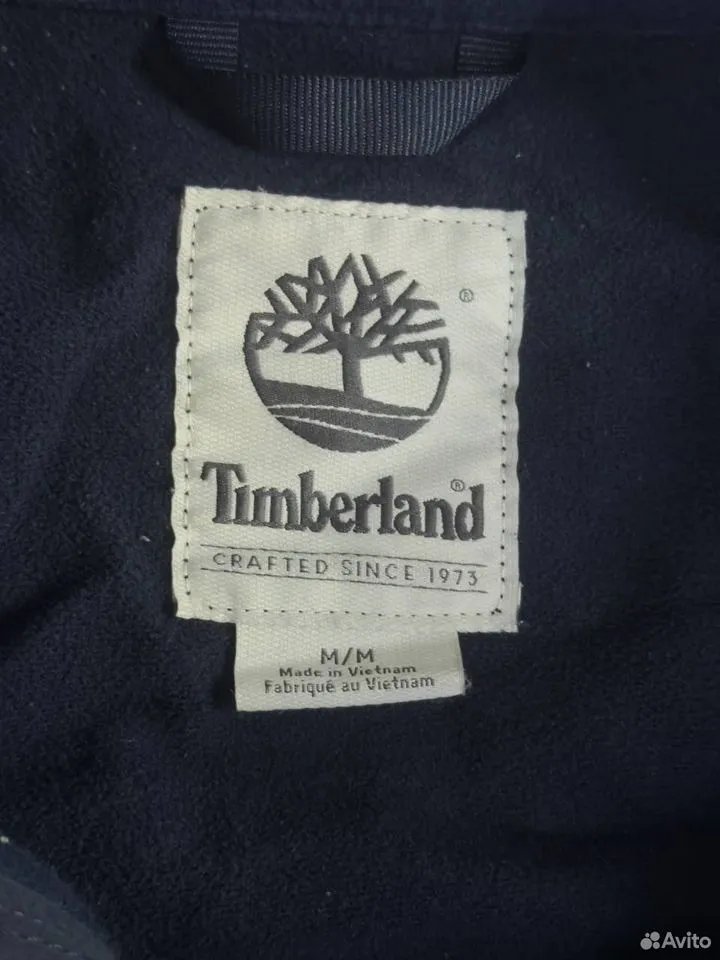 ®
Timberland®
CRAFTED SINCE 1973
M/M
Made in Vietnam
Fabriqué au Vietnam
Avito